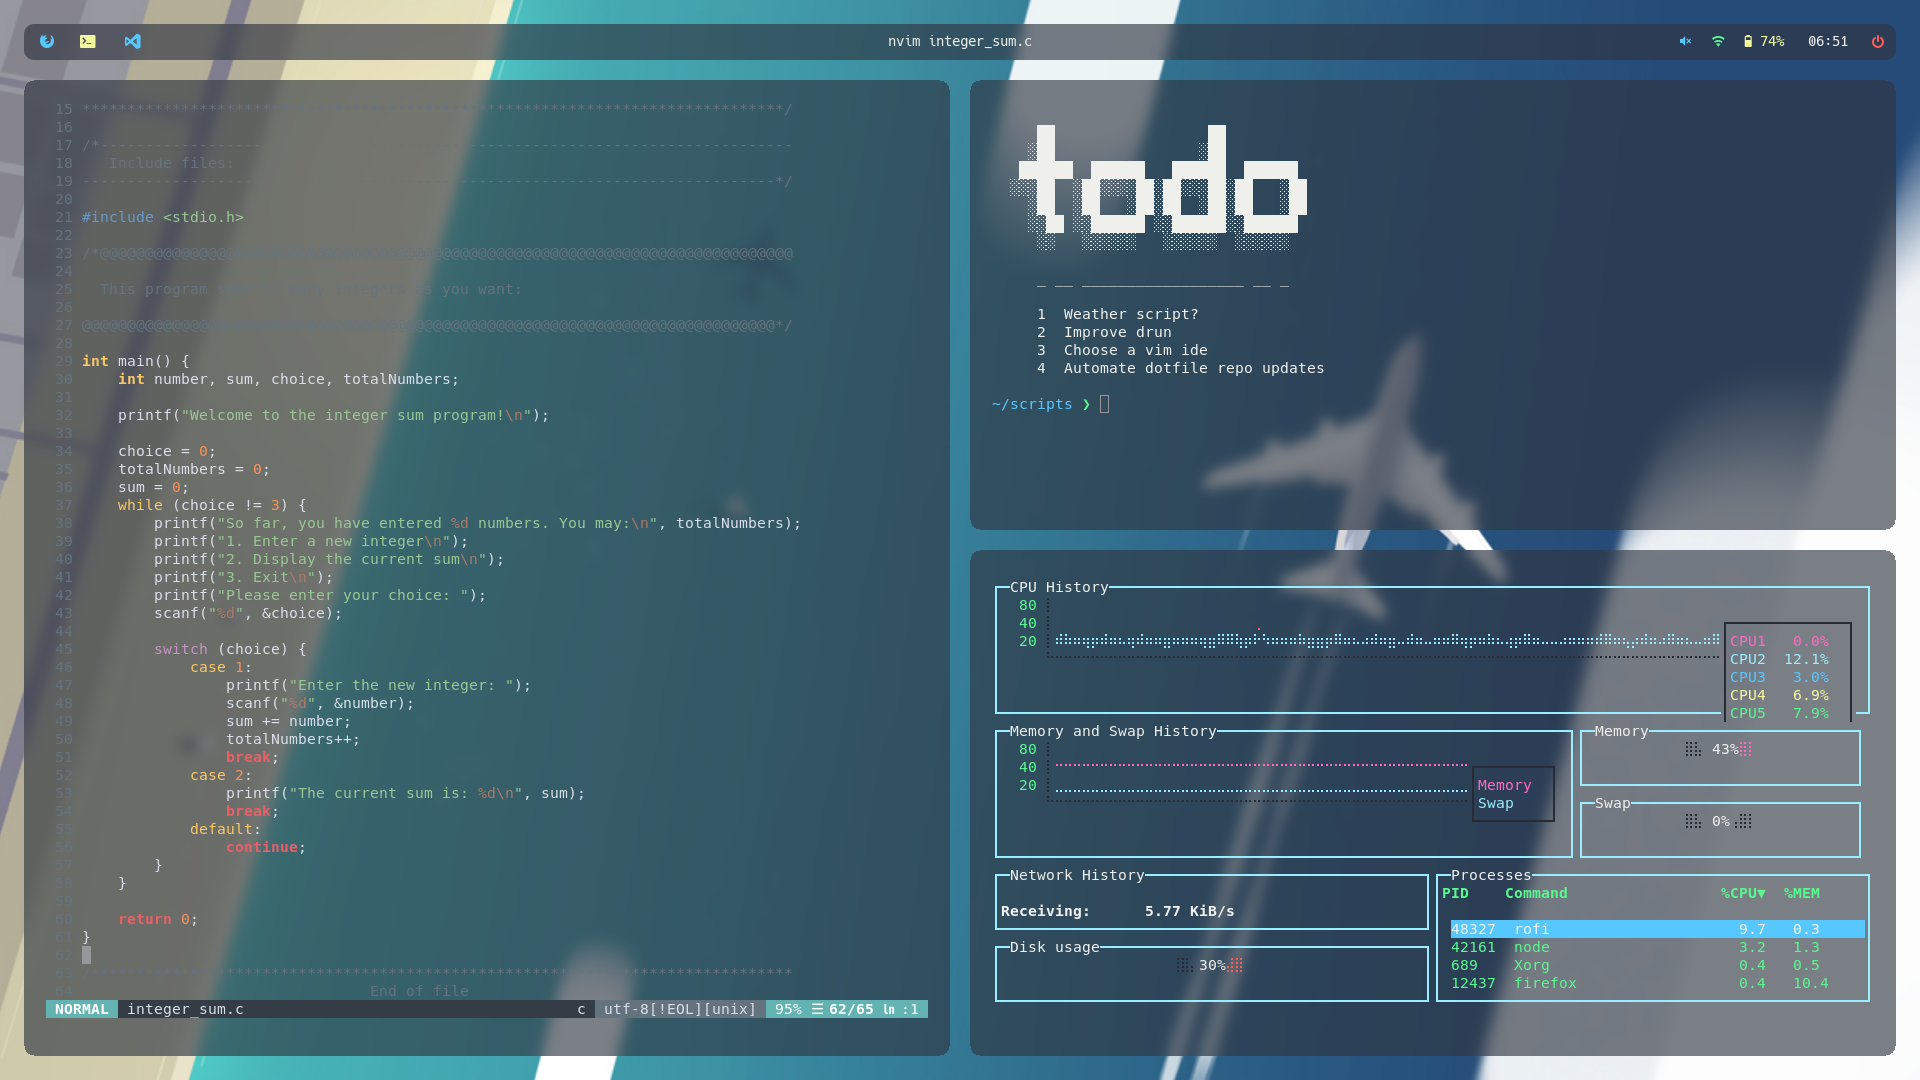 nvim integer_sum.c
74%
06:51
15 ******************************************************************************/
16
17 /*-----------------------------------------------------------------------------
18    Include files:
19 -----------------------------------------------------------------------------*/
20
21 #include <stdio.h>
22
23 /*@@@@@@@@@@@@@@@@@@@@@@@@@@@@@@@@@@@@@@@@@@@@@@@@@@@@@@@@@@@@@@@@@@@@@@@@@@@@@
24
25   This program you want:
26
27 @@@@@@@@@@@@@@@@@@@@@@@@@@@@@@@@@@@@@@@@@@@@@@@@@@@@@@@@@@@@@@@@@@@@@@@@@@@@@*/
28
29 int main() {
30     int number, sum, choice, totalNumbers;
31
32     printf("Welcome to the integer sum program!\n");
33
34     choice = 0;
35     totalNumbers = 0;
36     sum = 0;
37     while (choice != 3) {
38         printf("So far, you have entered %d numbers. You may:\n", totalNumbers);
39         printf("1. Enter a new integer\n");
40         printf("2. Display the current sum\n");
41         printf("3. Exit\n");
42         printf("Please enter your choice: ");
43         scanf("%d", &choice);
44
45         switch (choice) {
46             case 1:
47                 printf("Enter the new integer: ");
48                 scanf("%d", &number);
49                 sum += number;
50                 totalNumbers++;
51                 break;
52             case 2:
53                 printf("The current sum is: %d\n", sum);
54                 break;
55             default:
56                 continue;
57         }
58     }
59
60     return 0;
61 }
62
63 /******************************************************************************
64                                 End of file
NORMAL integer_sum.c c utf-8[!EOL][unix] 95% ☰ 62/65 ln :1
todo
1 Weather script?
2 Improve drun
3 Choose a vim ide
4 Automate dotfile repo updates
~/scripts ❯
CPU History
80
40
20
CPU1 0.0%
CPU2 12.1%
CPU3 3.0%
CPU4 6.9%
CPU5 7.9%
Memory and Swap History
80
40
20
Memory
Swap
Memory
43%
Swap
0%
Network History
Receiving: 5.77 KiB/s
Disk usage
30%
Processes
PID Command %CPU▼ %MEM
48327 rofi 9.7 0.3
42161 node 3.2 1.3
689 Xorg 0.4 0.5
12437 firefox 0.4 10.4